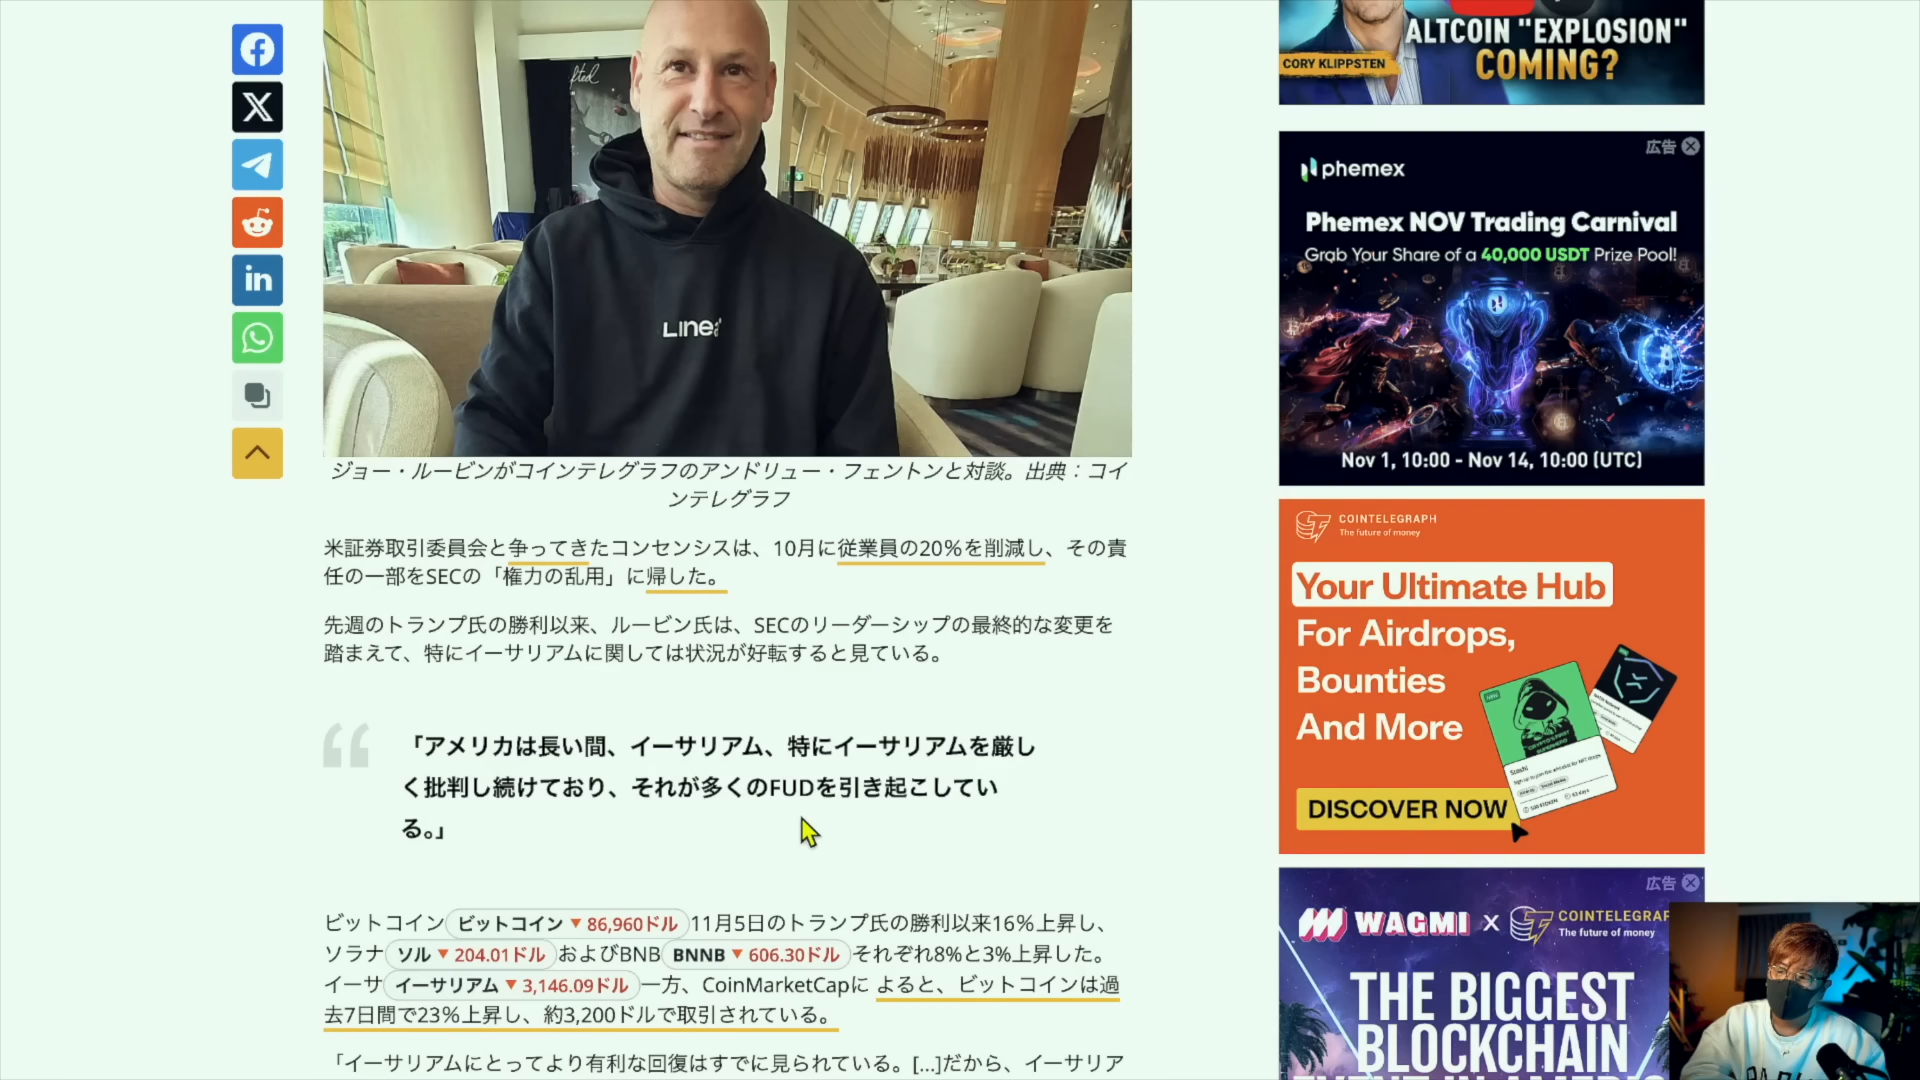 ALTCOIN "EXPLOSION"
COMING?
CORY KLIPPSTEN
fted
広告
phemex
Phemex NOV Trading Carnival
Grab Your Share of a 40,000 USDT Prize Pool!
Nov 1, 10:00 - Nov 14, 10:00 (UTC)
Linea
ジョー・ルービンがコインテレグラフのアンドリュー・フェントンと対談。出典：コイ
ンテレグラフ
米証券取引委員会と争ってきたコンセンシスは、10月に従業員の20%を削減し、その責
任の一部をSECの「権力の乱用」に帰した。
先週のトランプ氏の勝利以来、ルービン氏は、SECのリーダーシップの最終的な変更を
踏まえて、特にイーサリアムに関しては状況が好転すると見ている。
「アメリカは長い間、イーサリアム、特にイーサリアムを厳し
く批判し続けており、それが多くのFUDを引き起こしてい
る。」
ビットコイン ビットコイン ▼ 86,960ドル 11月5日のトランプ氏の勝利以来16%上昇し、
ソラナ ソル ▼ 204.01ドル およびBNB BNNB ▼ 606.30ドル それぞれ8%と3%上昇した。
イーサ イーサリアム ▼ 3,146.09ドル 一方、CoinMarketCapに よると、ビットコインは過
去7日間で23%上昇し、約3,200ドルで取引されている。
「イーサリアムにとってより有利な回復はすでに見られている。[...]だから、イーサリア
COINTELEGRAPH
The future of money
Your Ultimate Hub
For Airdrops,
Bounties
And More
DISCOVER NOW
広告
WAGMI X COINTELEGRAP
The future of money
THE BIGGEST
BLOCKCHAIN